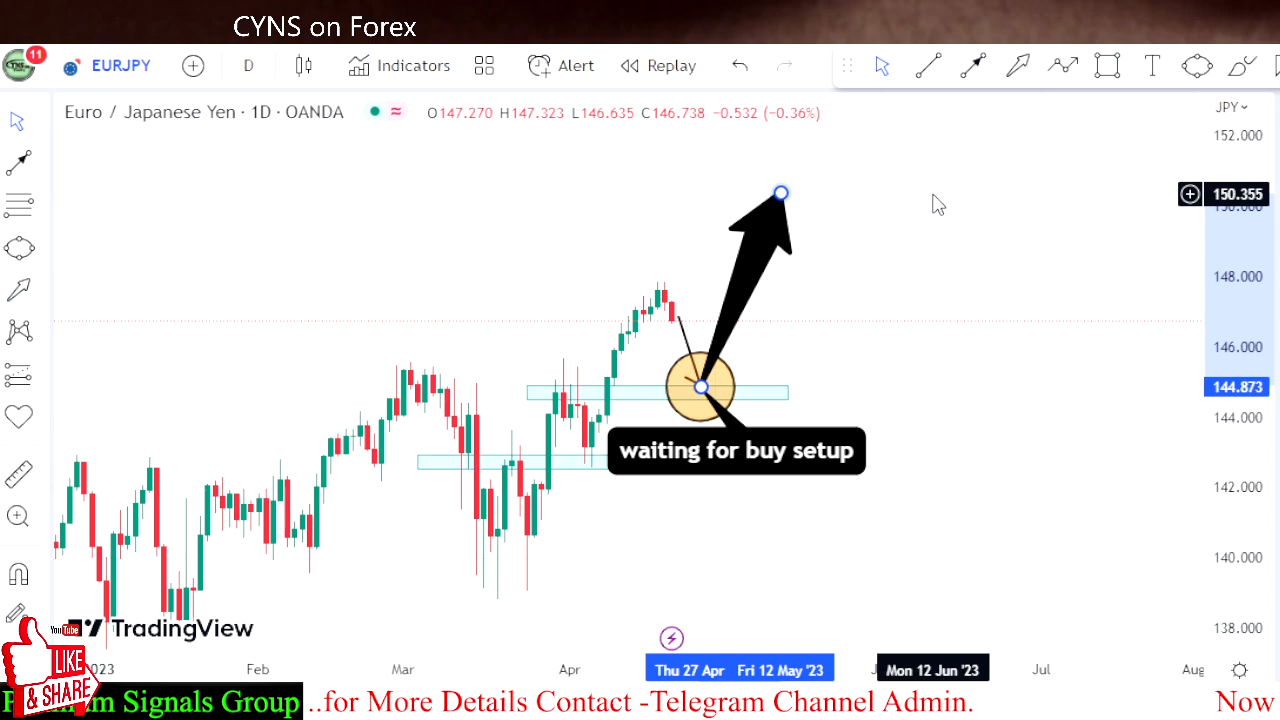 CYNS on Forex
11
EURJPY
D
Indicators
Alert
Replay
Euro / Japanese Yen · 1D · OANDA
O147.270 H147.323 L146.635 C146.738 −0.532 (−0.36%)
JPY
152.000
150.355
150.000
148.000
146.000
144.873
144.000
142.000
140.000
138.000
waiting for buy setup
TradingView
2023
Feb
Mar
Apr
Thu 27 Apr
Fri 12 May '23
Mon 12 Jun '23
Jul
Aug
YouTube
LIKE
& SHARE
Signals Group
..for More Details Contact -Telegram Channel Admin.
Now